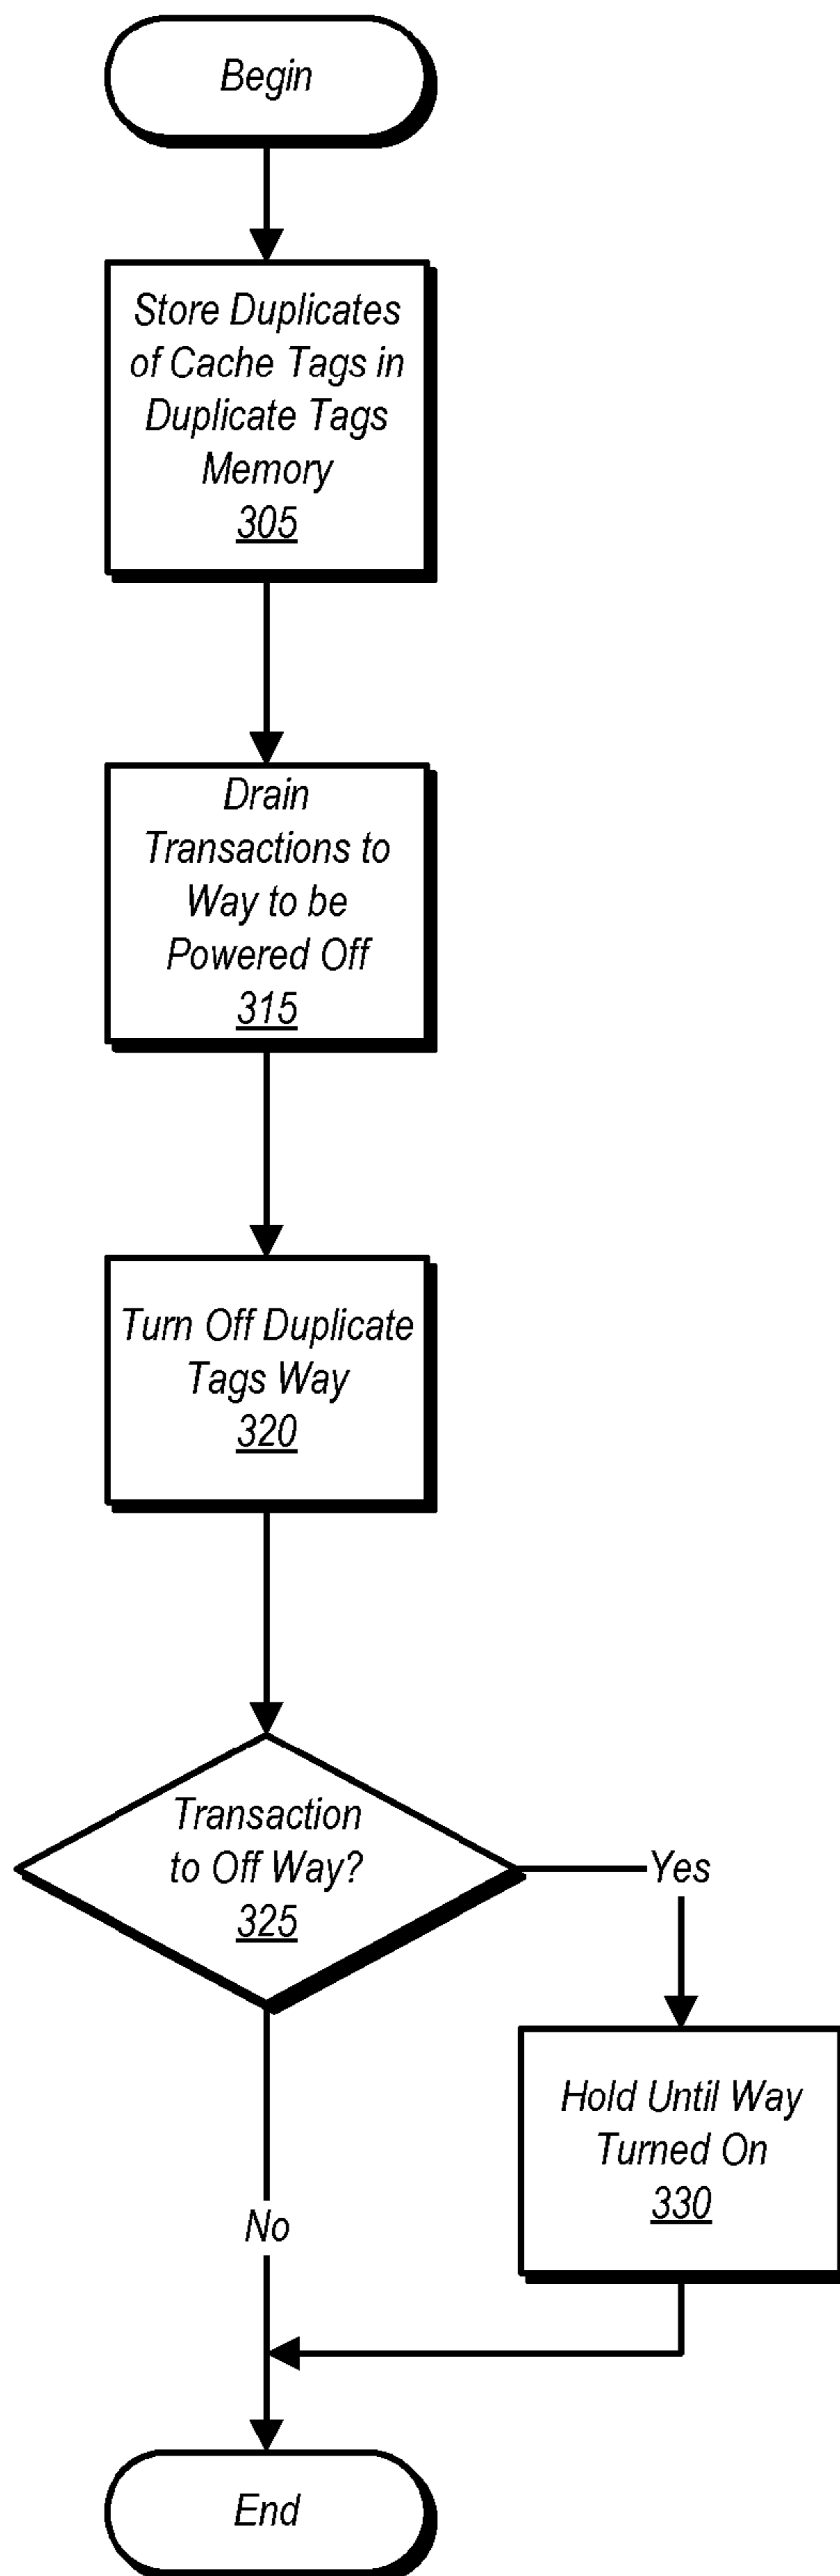 Begin
Store Duplicates
of Cache Tags in
Duplicate Tags
Memory
305
Drain
Transactions to
Way to be
Powered Off
315
Turn Off Duplicate
Tags Way
320
Transaction
to Off Way?
325
Yes
Hold Until Way
Turned On
330
No
End